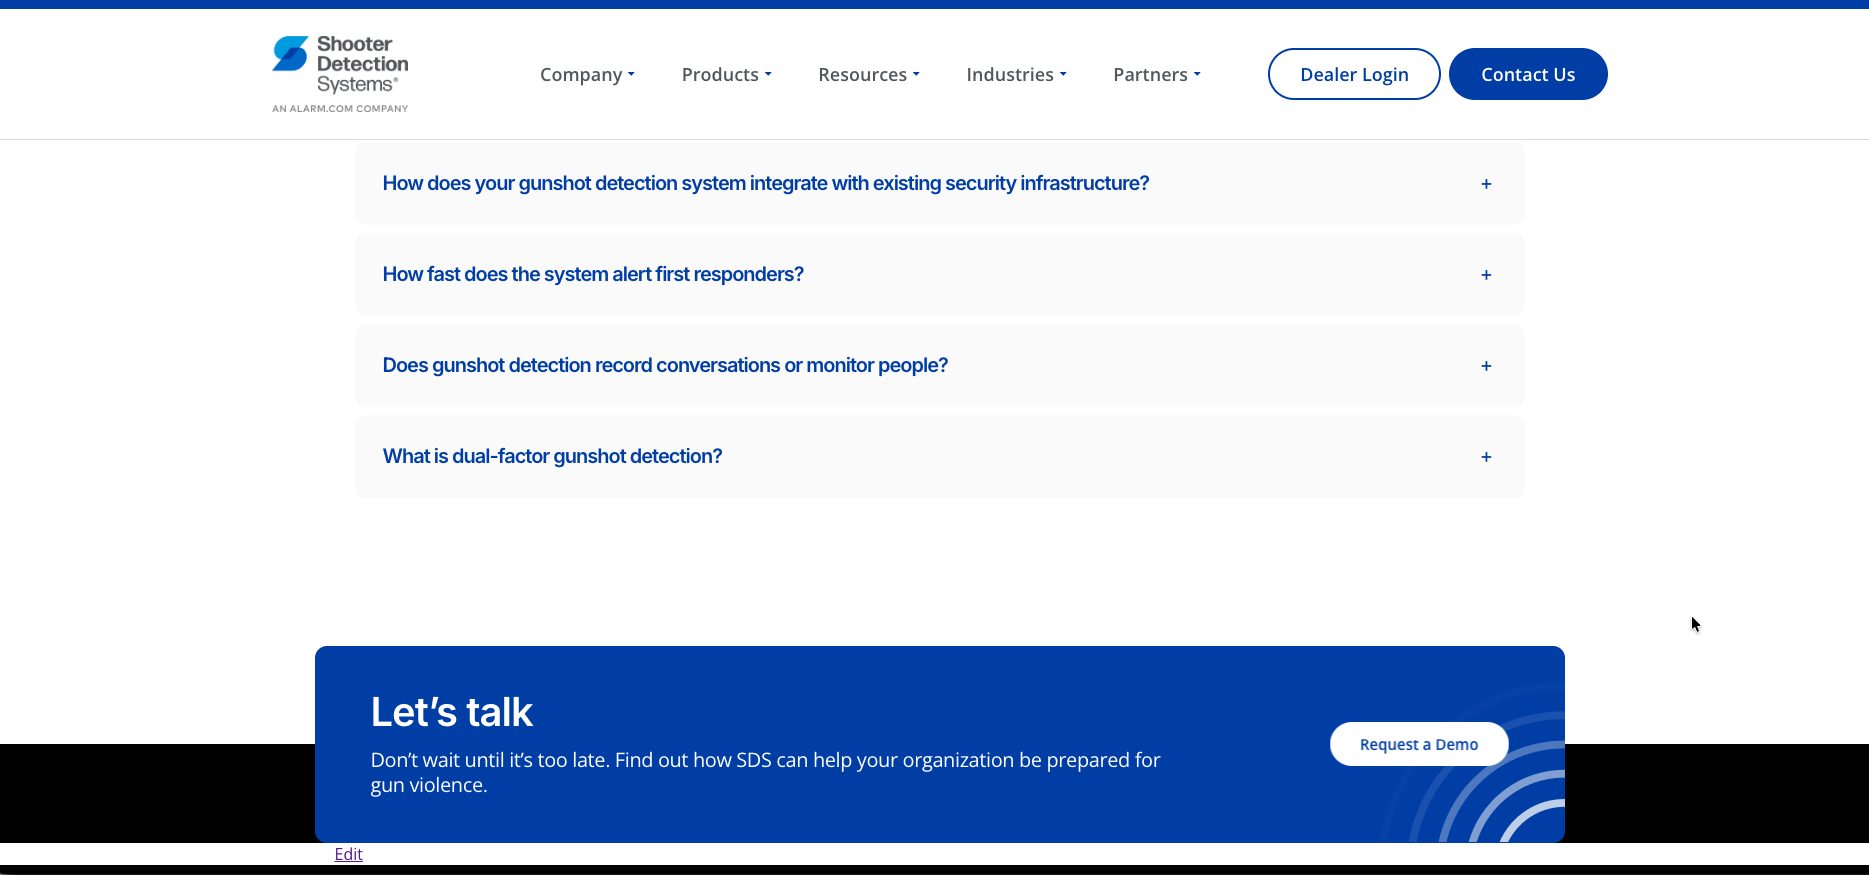 Shooter
Detection
Systems®
AN ALARM.COM COMPANY
Company
Products
Resources
Industries
Partners
Dealer Login
Contact Us
How does your gunshot detection system integrate with existing security infrastructure?
+
How fast does the system alert first responders?
+
Does gunshot detection record conversations or monitor people?
+
What is dual-factor gunshot detection?
+
Let’s talk
Don’t wait until it’s too late. Find out how SDS can help your organization be prepared for
gun violence.
Request a Demo
Edit